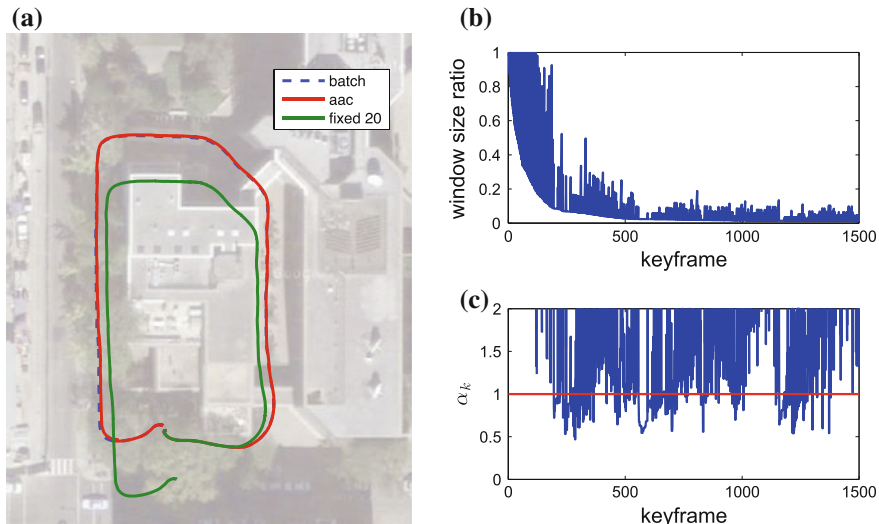 (a)
batch
aac
fixed 20
(b)
window size ratio
1
0.8
0.6
0.4
0.2
0
0
500
1000
1500
keyframe
(c)
αk
2
1.5
1
0.5
0
0
500
1000
1500
keyframe